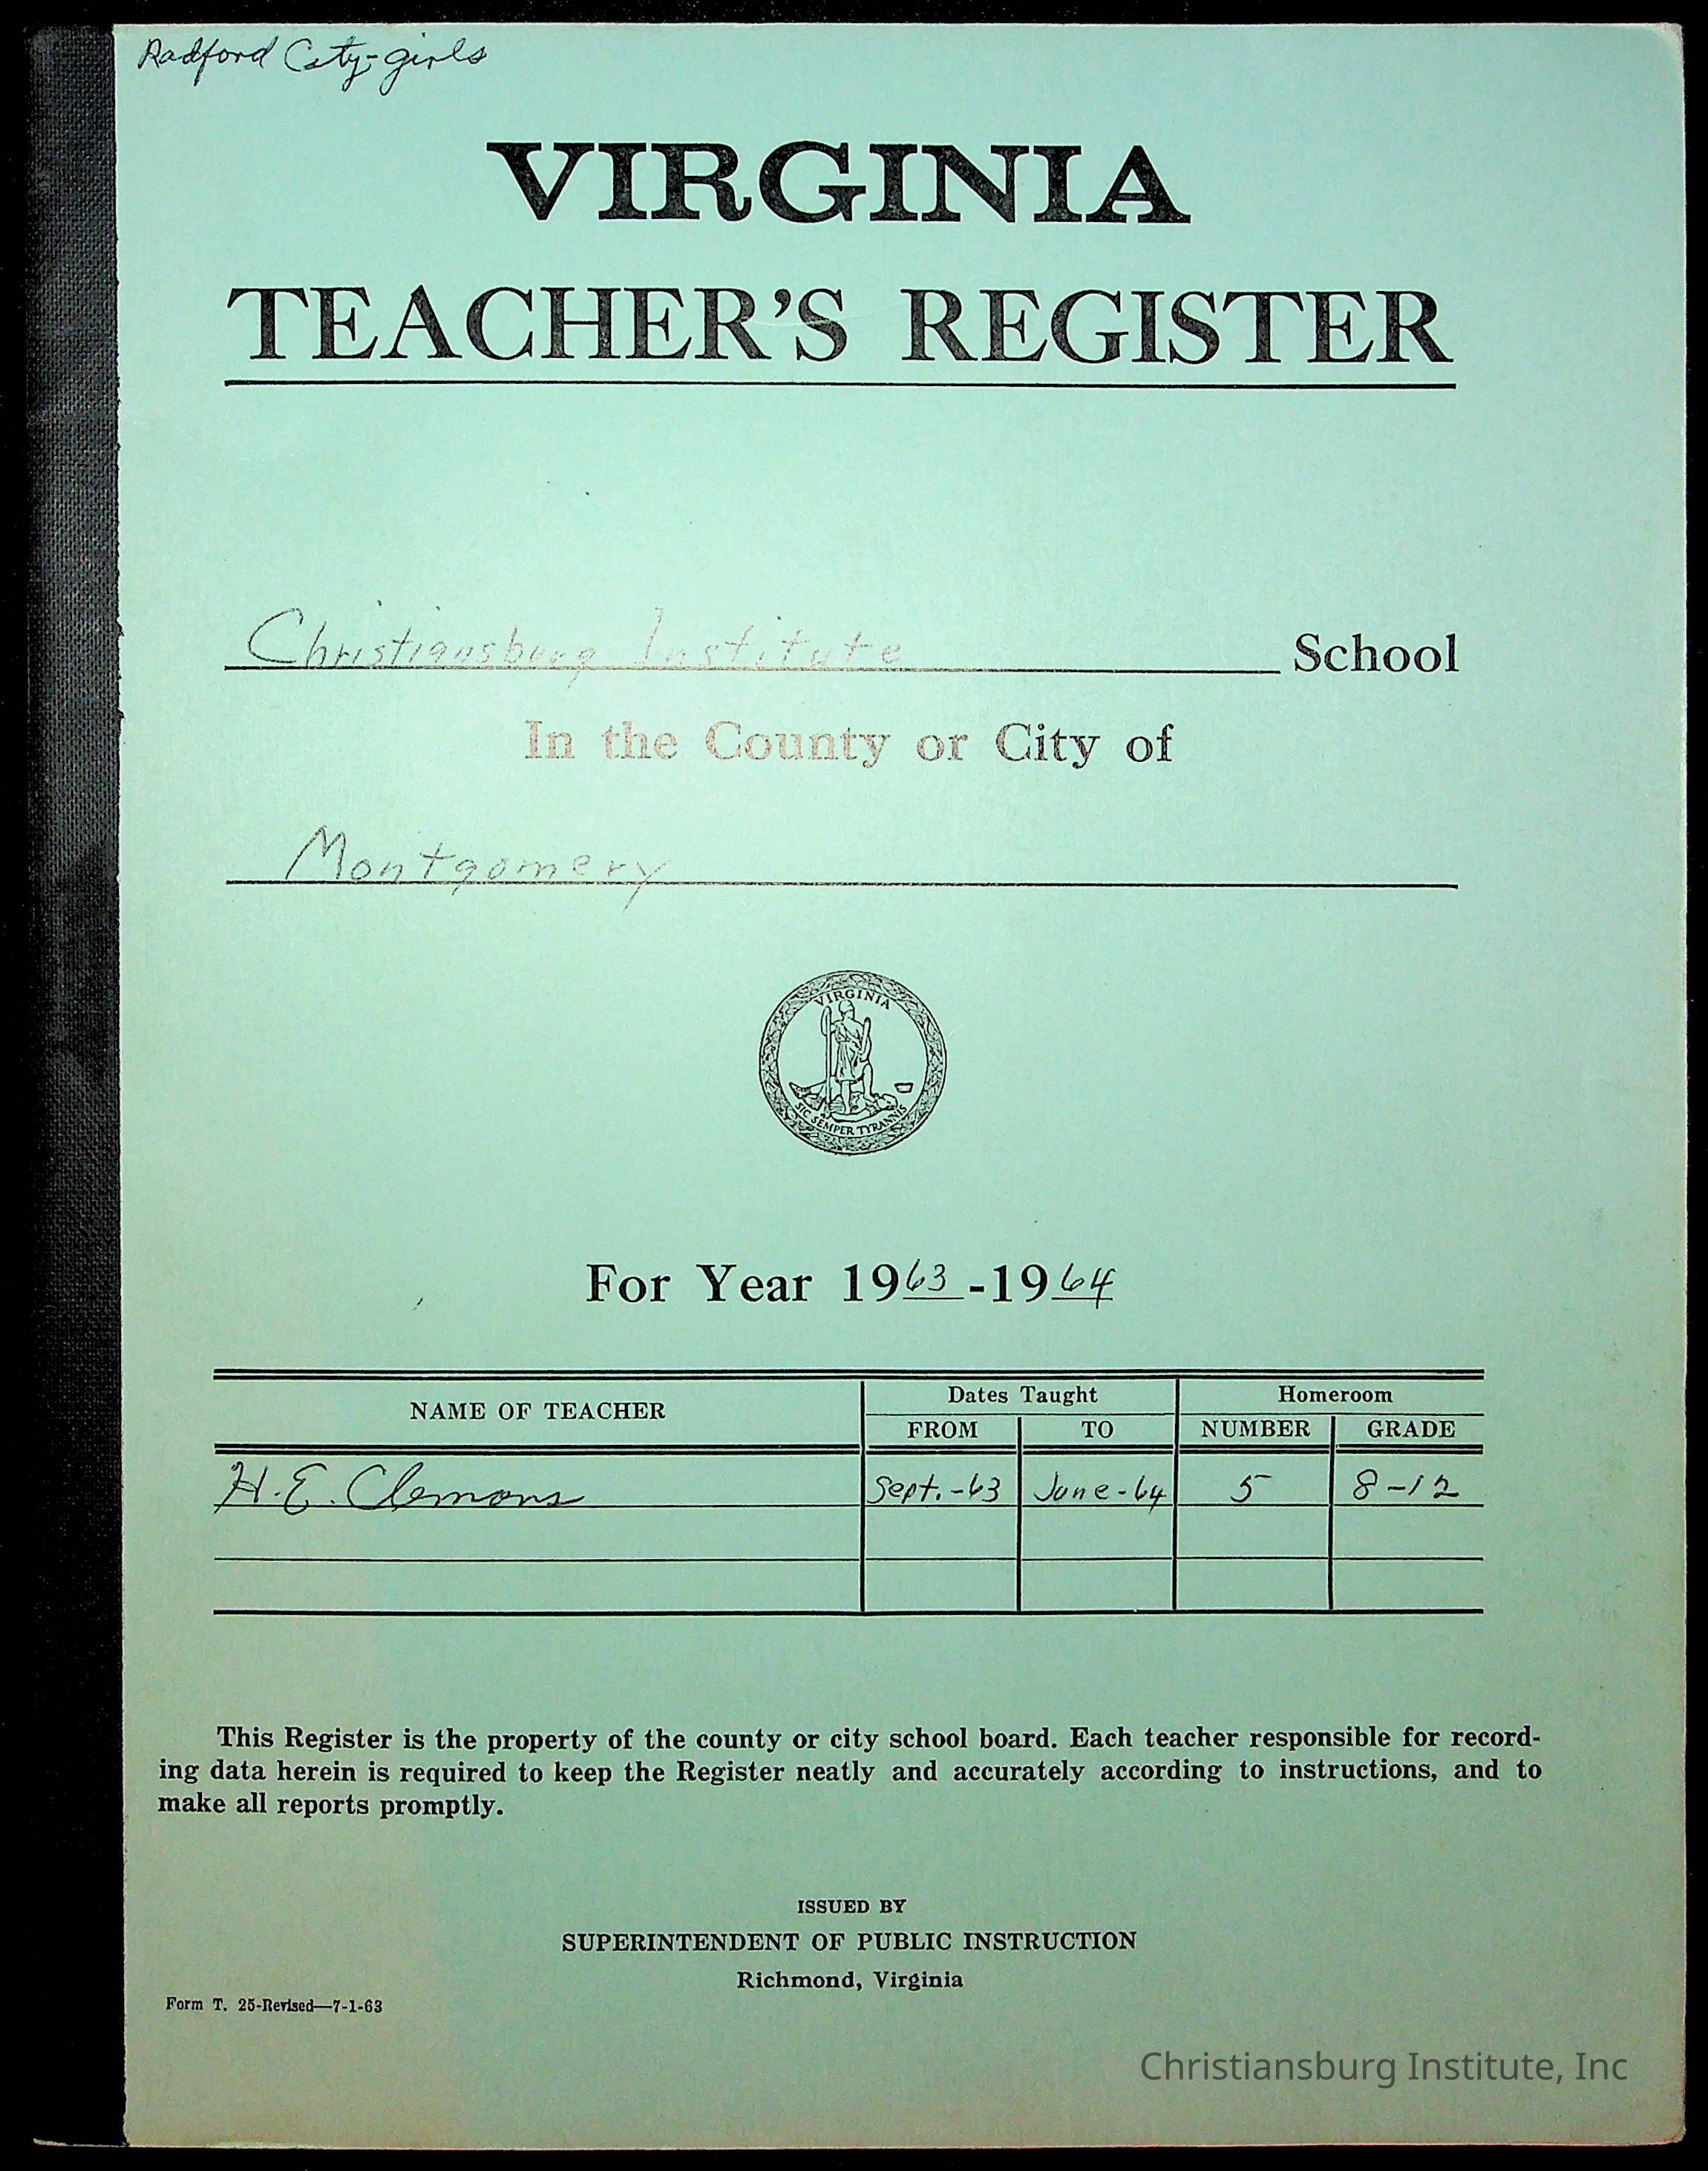 Radford City-girls
VIRGINIA
TEACHER'S REGISTER
Christiansburg Institute School
In the County or City of
Montgomery
VIRGINIA
SIC SEMPER TYRANNIS
For Year 1963-1964
NAME OF TEACHER Dates Taught Homeroom
FROM TO NUMBER GRADE
H. E. Clemons Sept.-63 June-64 5 8-12
This Register is the property of the county or city school board. Each teacher responsible for record-
ing data herein is required to keep the Register neatly and accurately according to instructions, and to
make all reports promptly.
ISSUED BY
SUPERINTENDENT OF PUBLIC INSTRUCTION
Richmond, Virginia
Form T. 25-Revised—7-1-63
Christiansburg Institute, Inc